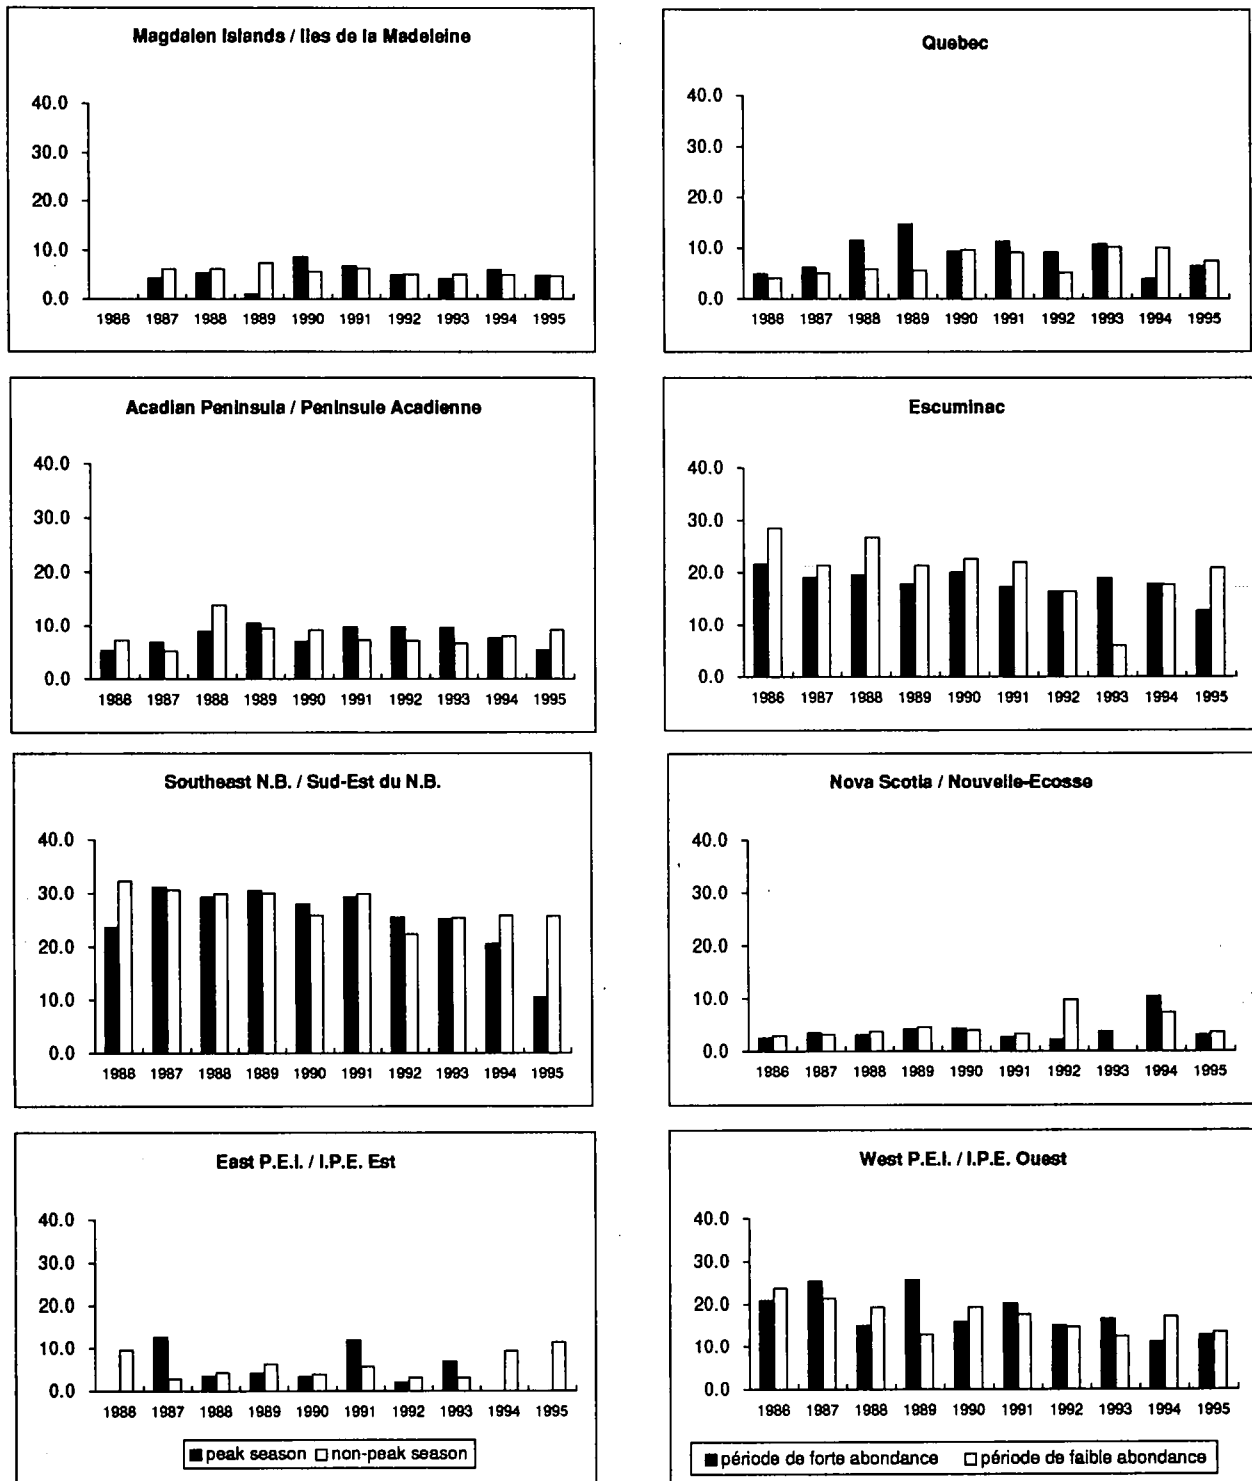 Magdalen Islands / Iles de la Madeleine
40.0
30.0
20.0
10.0
0.0
1986 1987 1988 1989 1990 1991 1992 1993 1994 1995
Quebec
40.0
30.0
20.0
10.0
0.0
1986 1987 1988 1989 1990 1991 1992 1993 1994 1995
Acadian Peninsula / Peninsule Acadienne
40.0
30.0
20.0
10.0
0.0
1986 1987 1988 1989 1990 1991 1992 1993 1994 1995
Escuminac
40.0
30.0
20.0
10.0
0.0
1986 1987 1988 1989 1990 1991 1992 1993 1994 1995
Southeast N.B. / Sud-Est du N.B.
40.0
30.0
20.0
10.0
0.0
1986 1987 1988 1989 1990 1991 1992 1993 1994 1995
Nova Scotia / Nouvelle-Ecosse
40.0
30.0
20.0
10.0
0.0
1986 1987 1988 1989 1990 1991 1992 1993 1994 1995
East P.E.I. / I.P.E. Est
40.0
30.0
20.0
10.0
0.0
1986 1987 1988 1989 1990 1991 1992 1993 1994 1995
peak season non-peak season
West P.E.I. / I.P.E. Ouest
40.0
30.0
20.0
10.0
0.0
1986 1987 1988 1989 1990 1991 1992 1993 1994 1995
période de forte abondance période de faible abondance